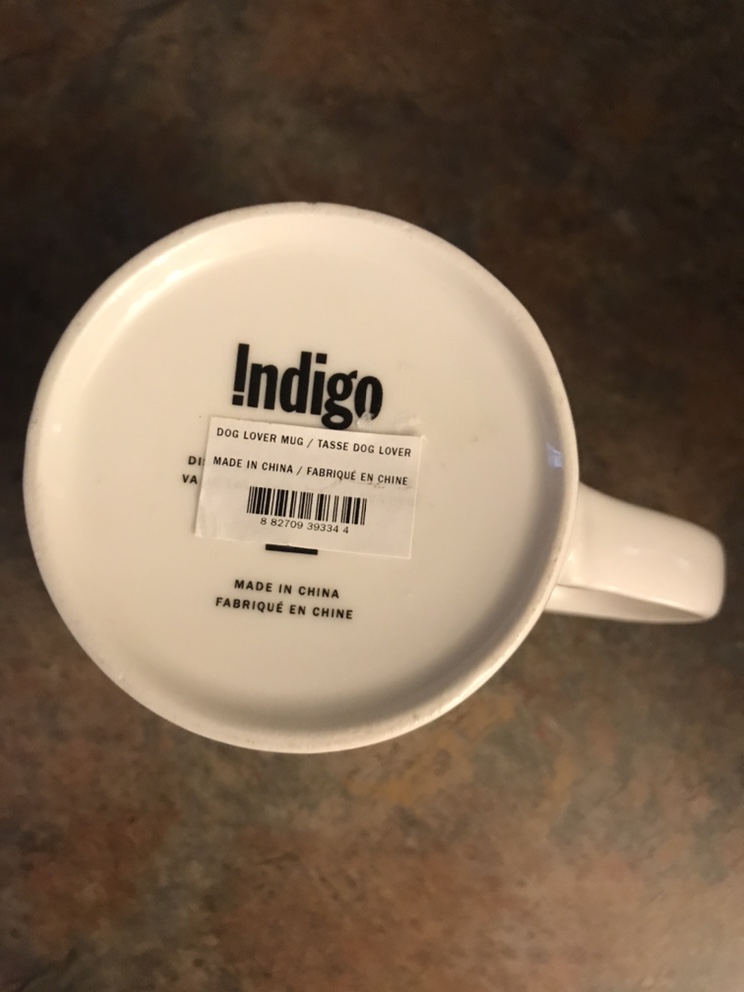 !ndigo
DOG LOVER MUG / TASSE DOG LOVER
MADE IN CHINA / FABRIQUÉ EN CHINE
8 82709 39334 4
MADE IN CHINA
FABRIQUÉ EN CHINE